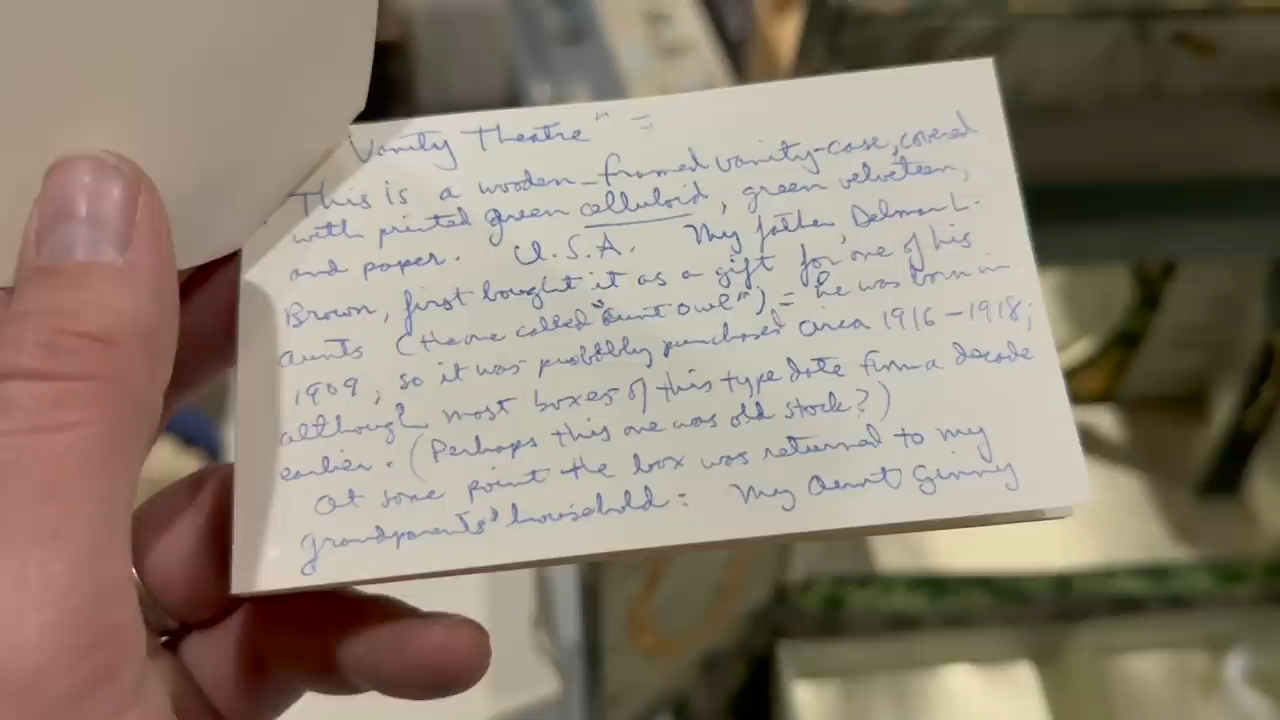 Vanity Theatre" =
This is a wooden-framed vanity-case, covered
with printed green celluloid, green velveteen,
and paper. U.S.A. My father, Delmar L.
Brown, first bought it as a gift for one of his
aunts (the one called "Aunt Owl") = he was born in
1909, so it was probably purchased circa 1916-1918;
although most boxes of this type date from a decade
earlier. (Perhaps this one was old stock?)
At some point the box was returned to my
grandparents' household: My Aunt Ginny